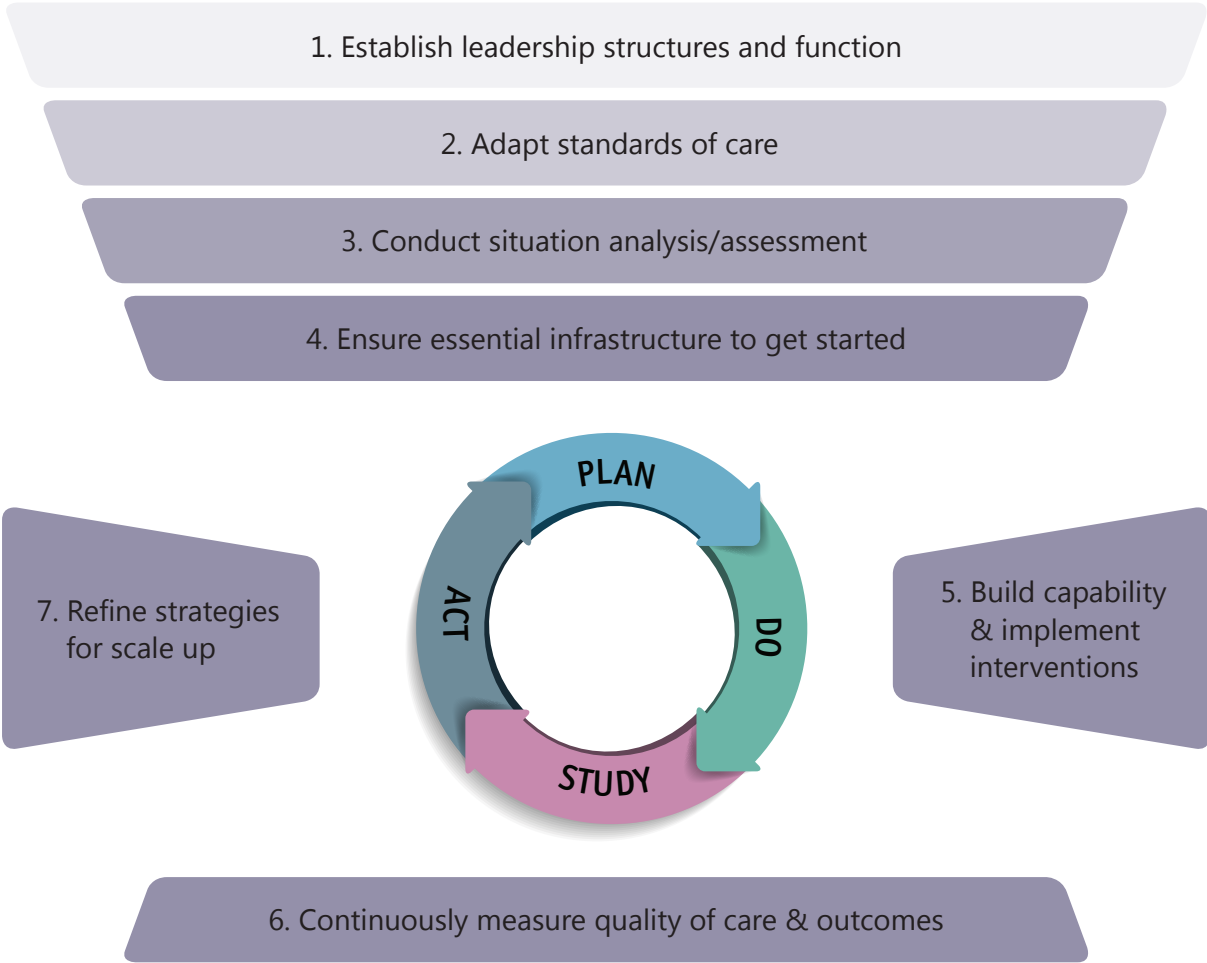 1. Establish leadership structures and function
2. Adapt standards of care
3. Conduct situation analysis/assessment
4. Ensure essential infrastructure to get started
PLAN
DO
STUDY
ACT
5. Build capability
& implement
interventions
6. Continuously measure quality of care & outcomes
7. Refine strategies
for scale up